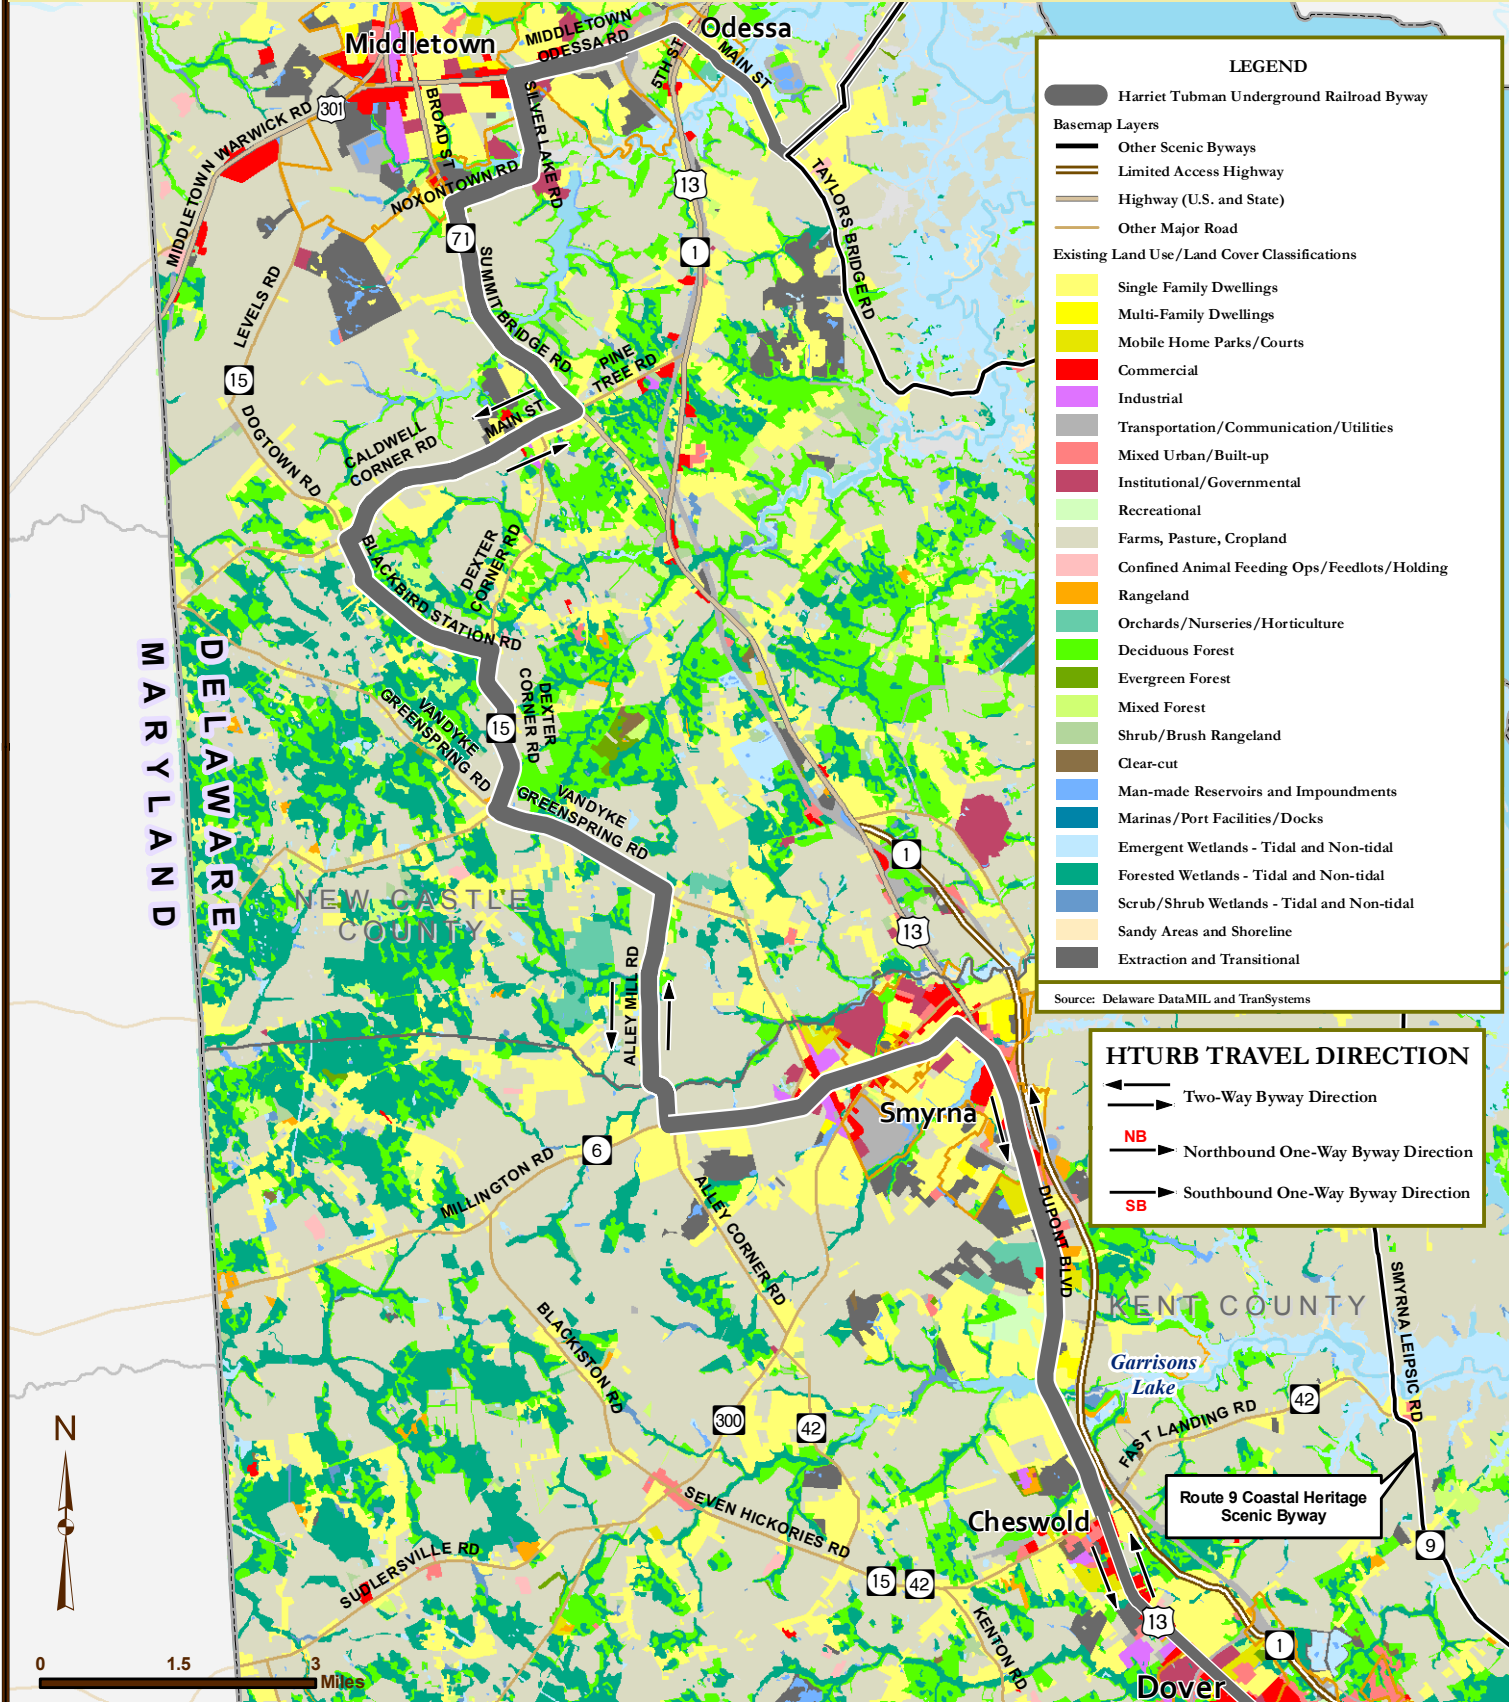 Middletown
MIDDLETOWN
ODESSA RD
Odessa
MAIN ST
5TH ST
301
MIDDLETOWN WARWICK RD
BROAD ST
SILVER LAKE RD
NOXONTOWN RD
13
TAYLORS BRIDGE RD
71
1
SUMMIT BRIDGE RD
LEVELS RD
15
PINE
TREE RD
MAIN ST
CALDWELL
CORNER RD
DOGTOWN RD
DEXTER
CORNER RD
BLACKBIRD STATION RD
MARYLAND
DELAWARE
DEXTER
CORNER RD
15
VANDYKE
GREENSPRING RD
VANDYKE
GREENSPRING RD
1
NEW CASTLE
COUNTY
13
ALLEY MILL RD
Smyrna
6
MILLINGTON RD
ALLEY CORNER RD
DUPONT BLVD
KENT COUNTY
SMYRNA LEIPSIC RD
BLACKISTON RD
Garrisons
Lake
42
FAST LANDING RD
300
42
SEVEN HICKORIES RD
Route 9 Coastal Heritage
Scenic Byway
Cheswold
9
SUDLERSVILLE RD
15
42
KENTON RD
13
1
Dover
N
0
1.5
3
Miles
LEGEND
Harriet Tubman Underground Railroad Byway
Basemap Layers
Other Scenic Byways
Limited Access Highway
Highway (U.S. and State)
Other Major Road
Existing Land Use/Land Cover Classifications
Single Family Dwellings
Multi-Family Dwellings
Mobile Home Parks/Courts
Commercial
Industrial
Transportation/Communication/Utilities
Mixed Urban/Built-up
Institutional/Governmental
Recreational
Farms, Pasture, Cropland
Confined Animal Feeding Ops/Feedlots/Holding
Rangeland
Orchards/Nurseries/Horticulture
Deciduous Forest
Evergreen Forest
Mixed Forest
Shrub/Brush Rangeland
Clear-cut
Man-made Reservoirs and Impoundments
Marinas/Port Facilities/Docks
Emergent Wetlands - Tidal and Non-tidal
Forested Wetlands - Tidal and Non-tidal
Scrub/Shrub Wetlands - Tidal and Non-tidal
Sandy Areas and Shoreline
Extraction and Transitional
Source: Delaware DataMIL and TranSystems
HTURB TRAVEL DIRECTION
Two-Way Byway Direction
NB
Northbound One-Way Byway Direction
Southbound One-Way Byway Direction
SB